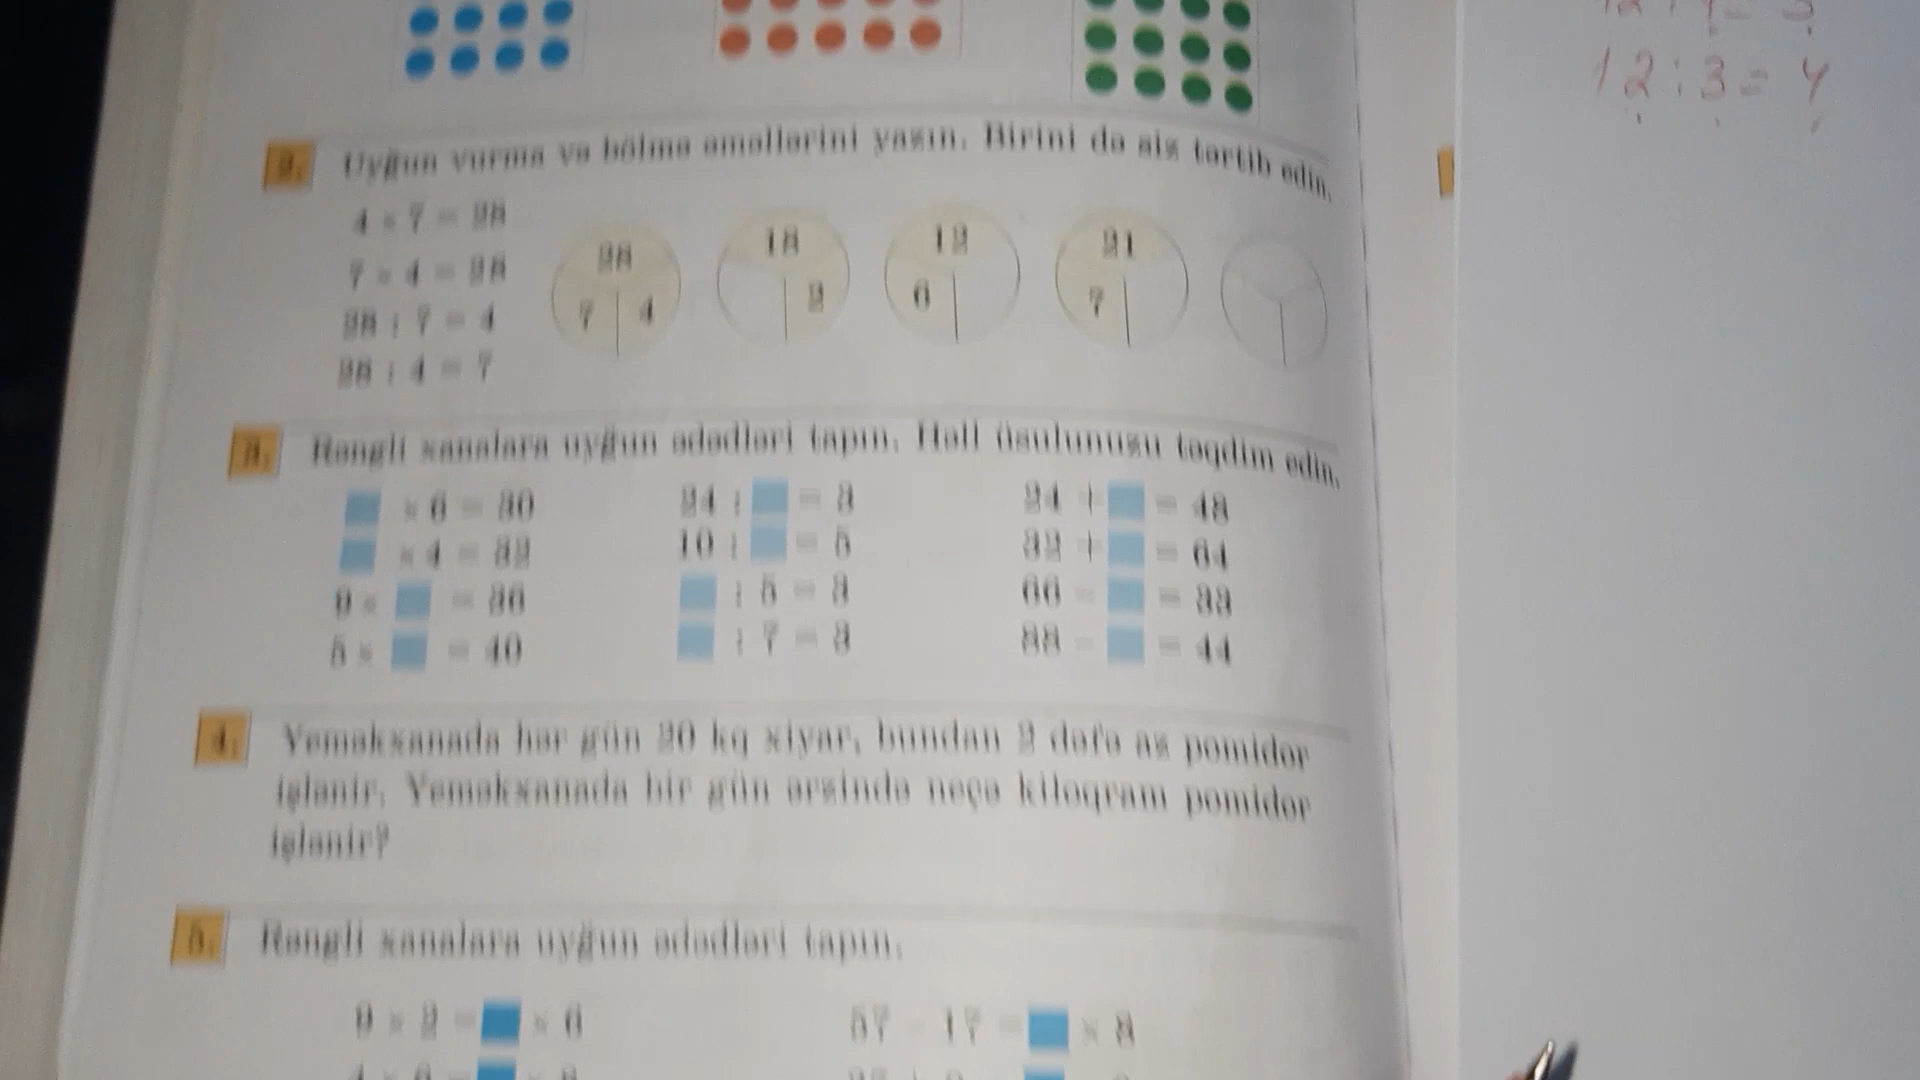 12 : 3 = 4
2. Uyğun vurma və bölmə əməllərini yazın. Birini də siz tərtib edin.
4 × 7 = 28
7 × 4 = 28
28 : 7 = 4
28 : 4 = 7
28 7 4
18 2
12 6
21 7
3. Rəngli xanalara uyğun ədədləri tapın. Həll üsulunuzu təqdim edin.
× 6 = 30 24 : = 3 24 + = 48
× 4 = 32 10 : = 5 32 + = 64
9 × = 36 : 5 = 3 66 - = 33
5 × = 40 : 7 = 3 88 - = 44
4. Yeməkxanada hər gün 20 kq xiyar, bundan 2 dəfə az pomidor
işlənir. Yeməkxanada bir gün ərzində neçə kiloqram pomidor
işlənir?
5. Rəngli xanalara uyğun ədədləri tapın.
9 × 2 = × 6 57 - 17 = × 8